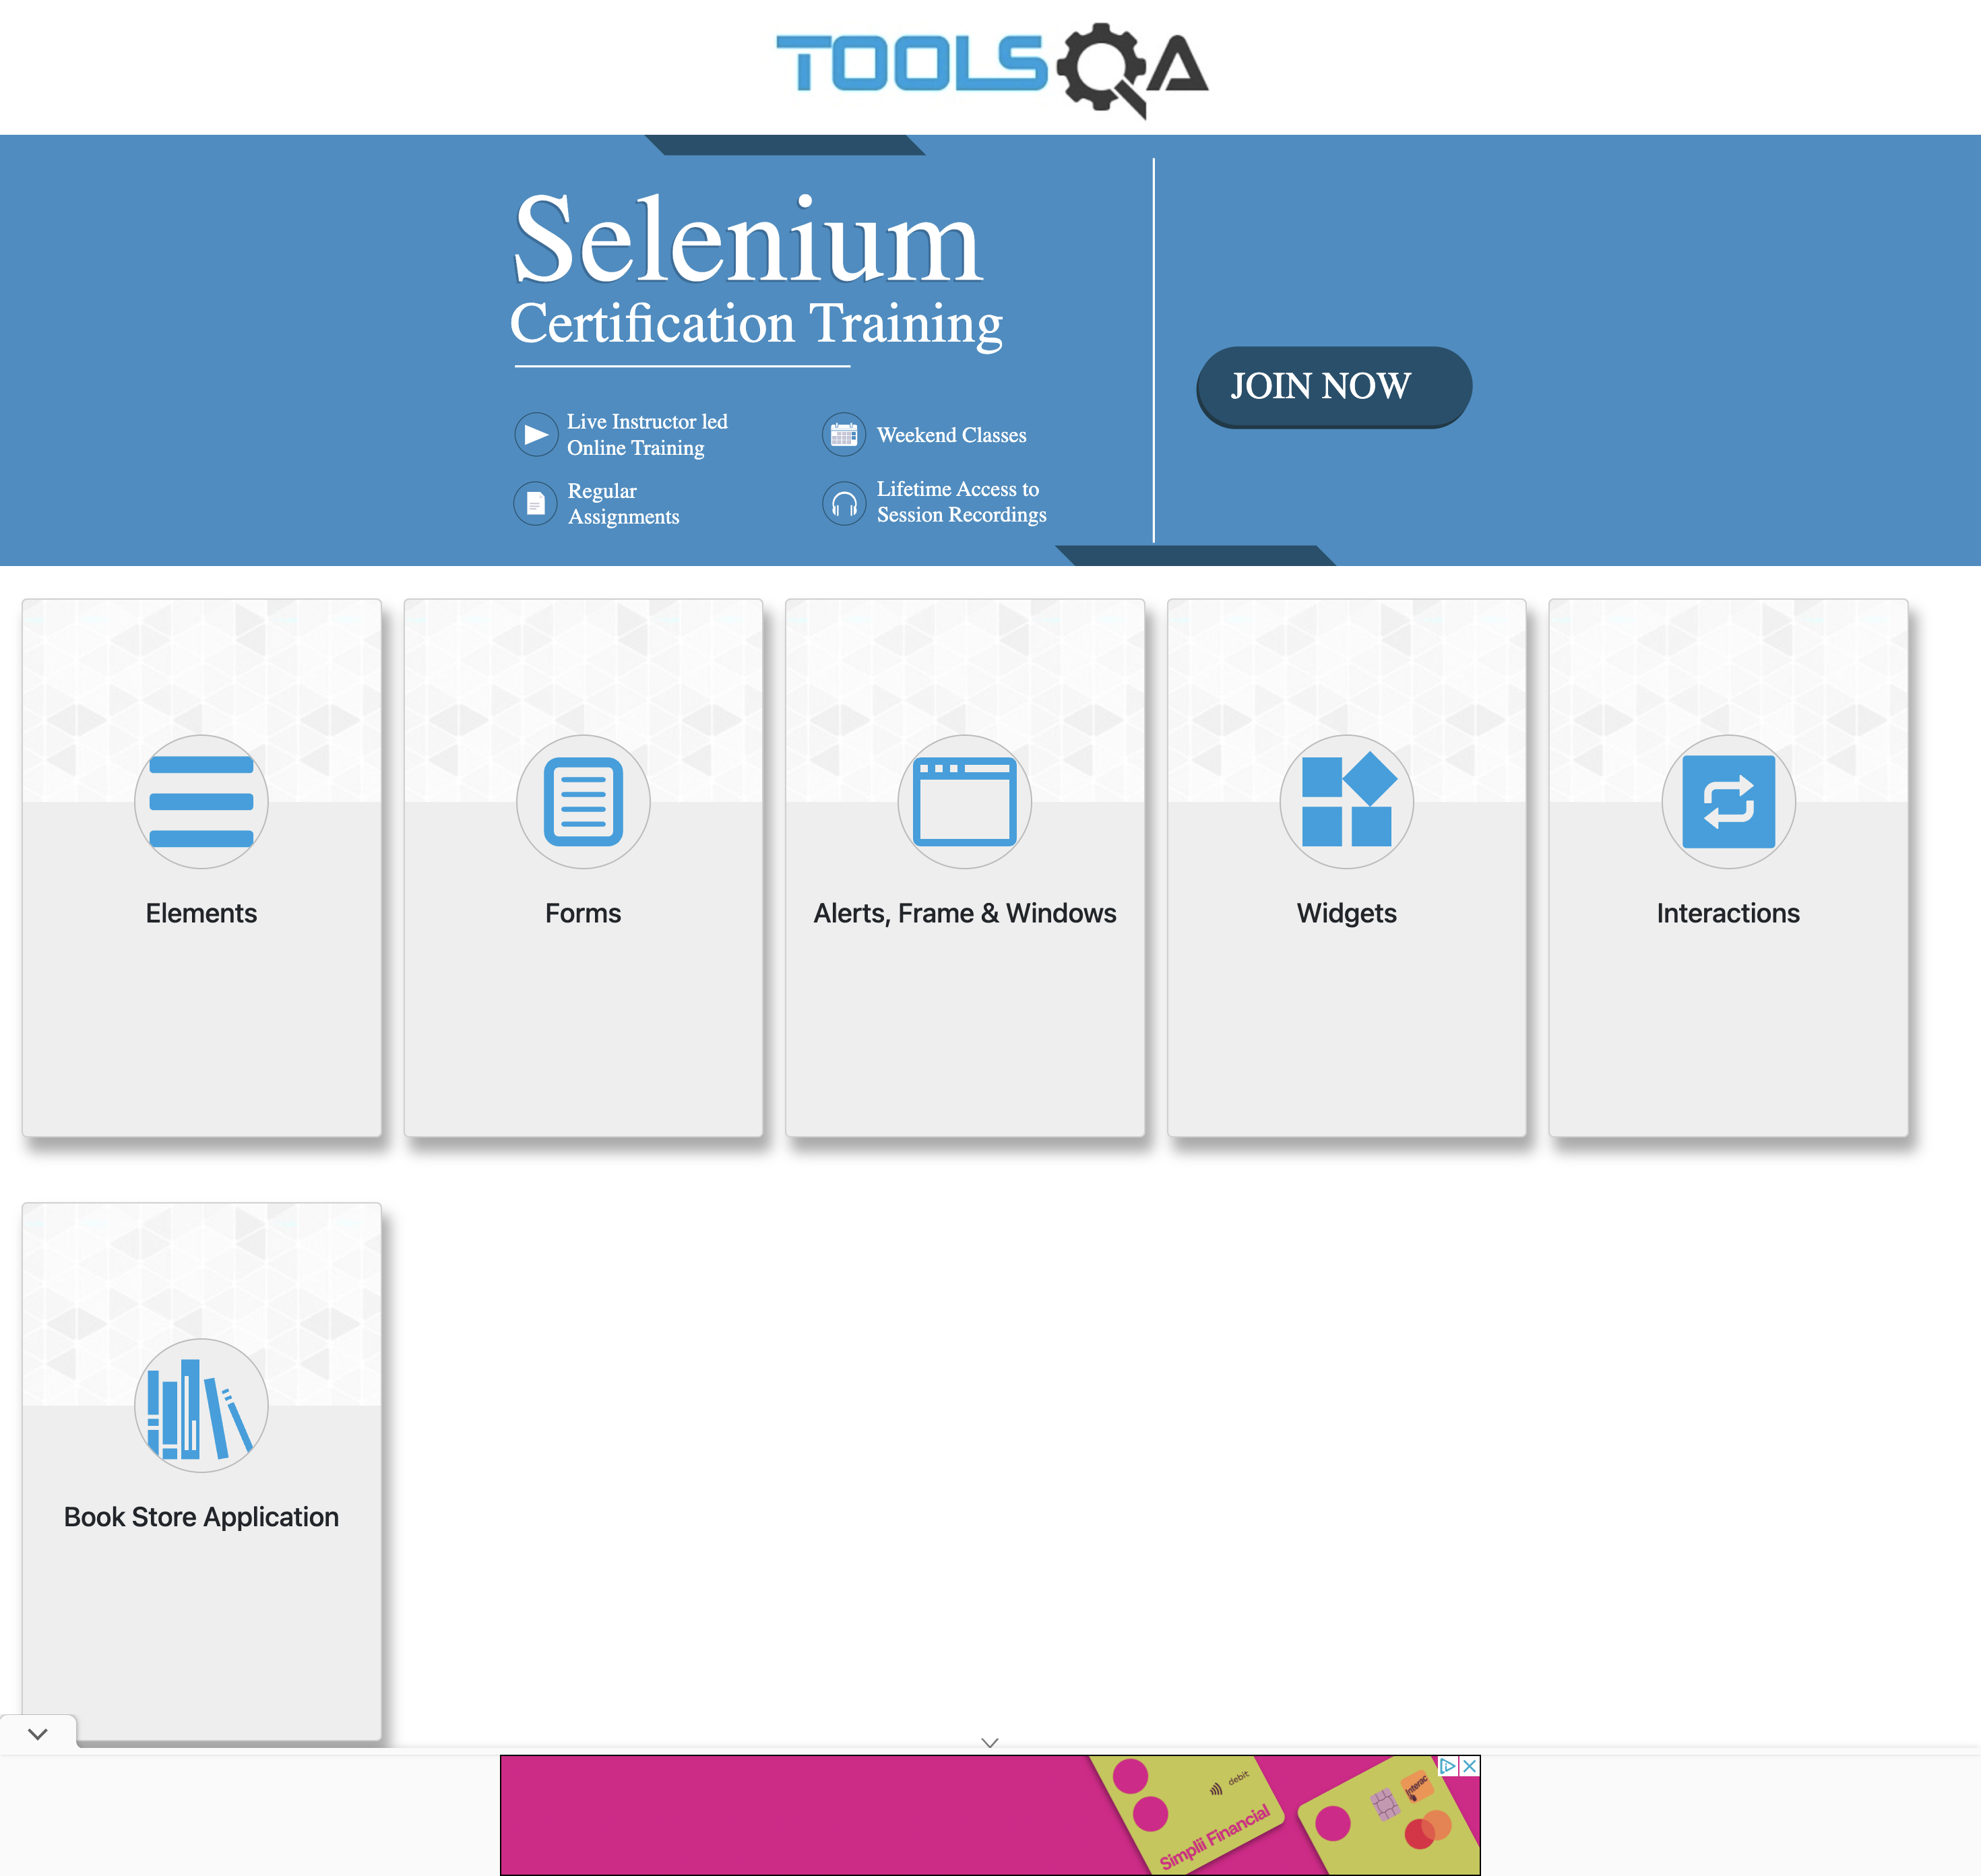 TOOLSQA
Selenium
Certification Training
Live Instructor led
Online Training
Weekend Classes
Regular
Assignments
Lifetime Access to
Session Recordings
JOIN NOW
Elements
Forms
Alerts, Frame & Windows
Widgets
Interactions
Book Store Application
debit
Simplii Financial
Interac